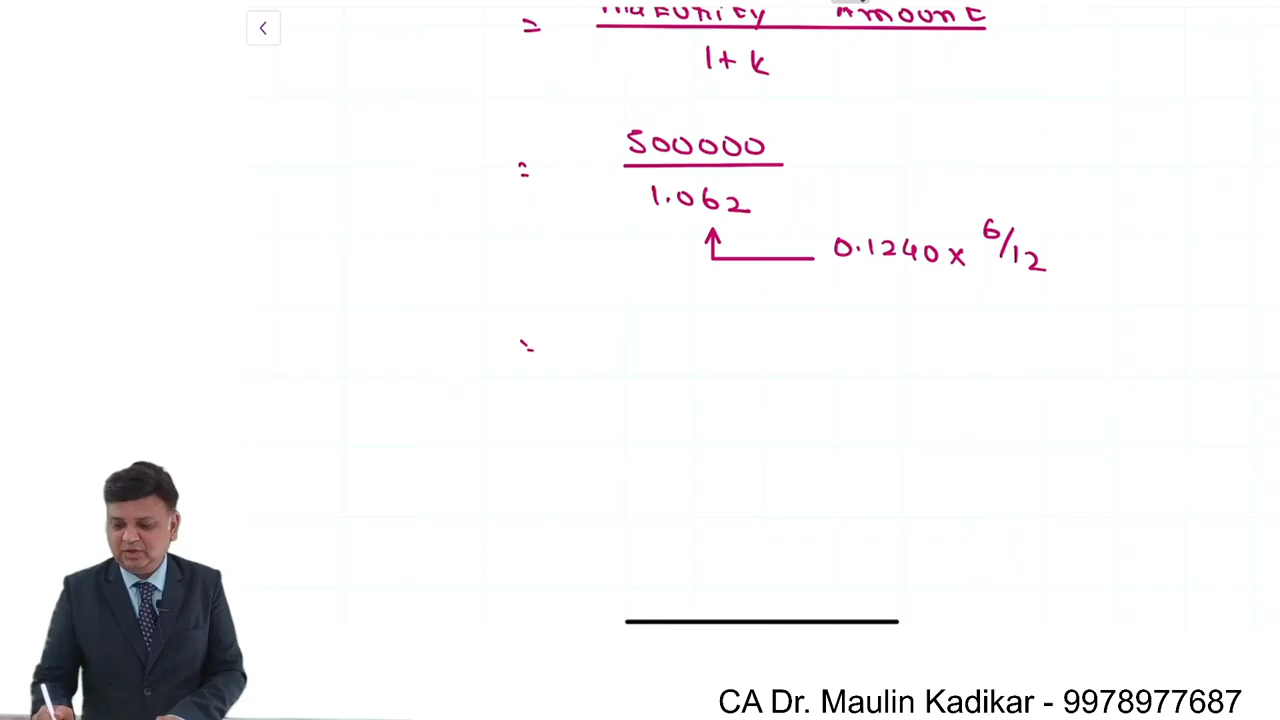 = Maturity Amount
1 + k
= 500000
1.062
0.1240 x 6/12
=
CA Dr. Maulin Kadikar - 9978977687